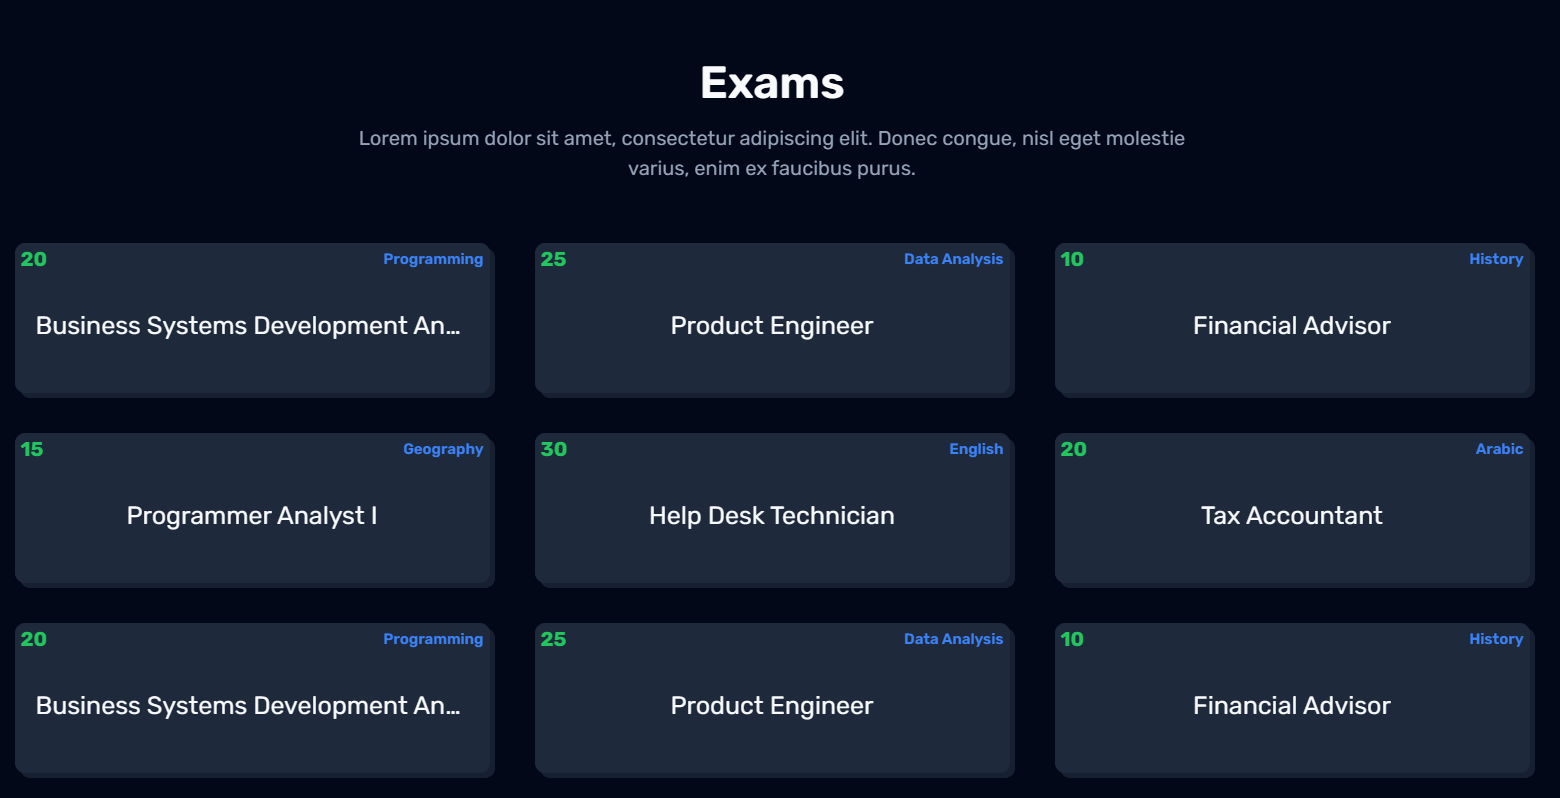 Exams
Lorem ipsum dolor sit amet, consectetur adipiscing elit. Donec congue, nisl eget molestie
varius, enim ex faucibus purus.
20
Programming
Business Systems Development An...
25
Data Analysis
Product Engineer
10
History
Financial Advisor
15
Geography
Programmer Analyst I
30
English
Help Desk Technician
20
Arabic
Tax Accountant
20
Programming
Business Systems Development An...
25
Data Analysis
Product Engineer
10
History
Financial Advisor